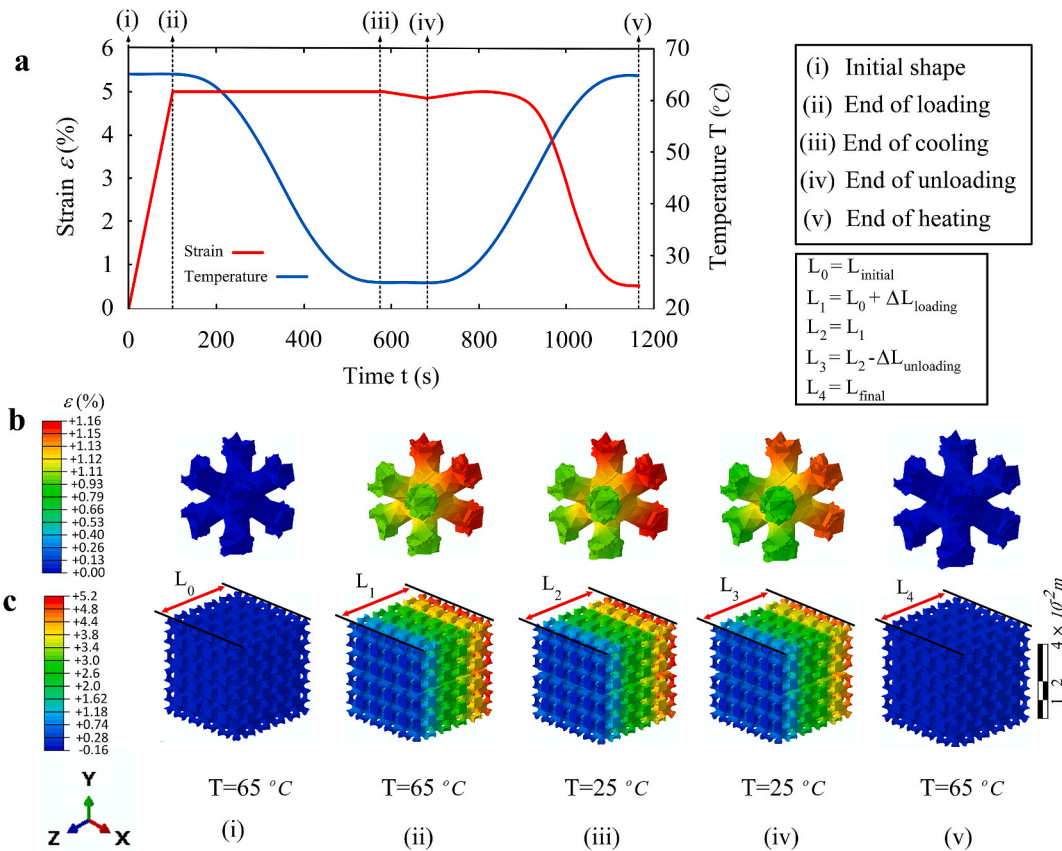 (i) (ii) (iii) (iv) (v)
a
6
5
4
3
2
1
0
Strain ε (%)
70
60
50
40
30
20
Temperature T (°C)
0 200 400 600 800 1000 1200
Time t (s)
Strain
Temperature
(i) Initial shape
(ii) End of loading
(iii) End of cooling
(iv) End of unloading
(v) End of heating
L0 = Linitial
L1 = L0 + ΔLloading
L2 = L1
L3 = L2 -ΔLunloading
L4 = Lfinal
b
ε (%)
+1.16
+1.15
+1.13
+1.12
+1.11
+0.93
+0.79
+0.66
+0.53
+0.40
+0.26
+0.13
+0.00
c
+5.2
+4.8
+4.4
+3.8
+3.4
+3.0
+2.6
+2.0
+1.6
+1.18
+0.74
+0.28
-0.16
L0 L1 L2 L3 L4
1 2 4 × 10-2 m
Y
Z X
T=65 °C T=65 °C T=25 °C T=25 °C T=65 °C
(i) (ii) (iii) (iv) (v)